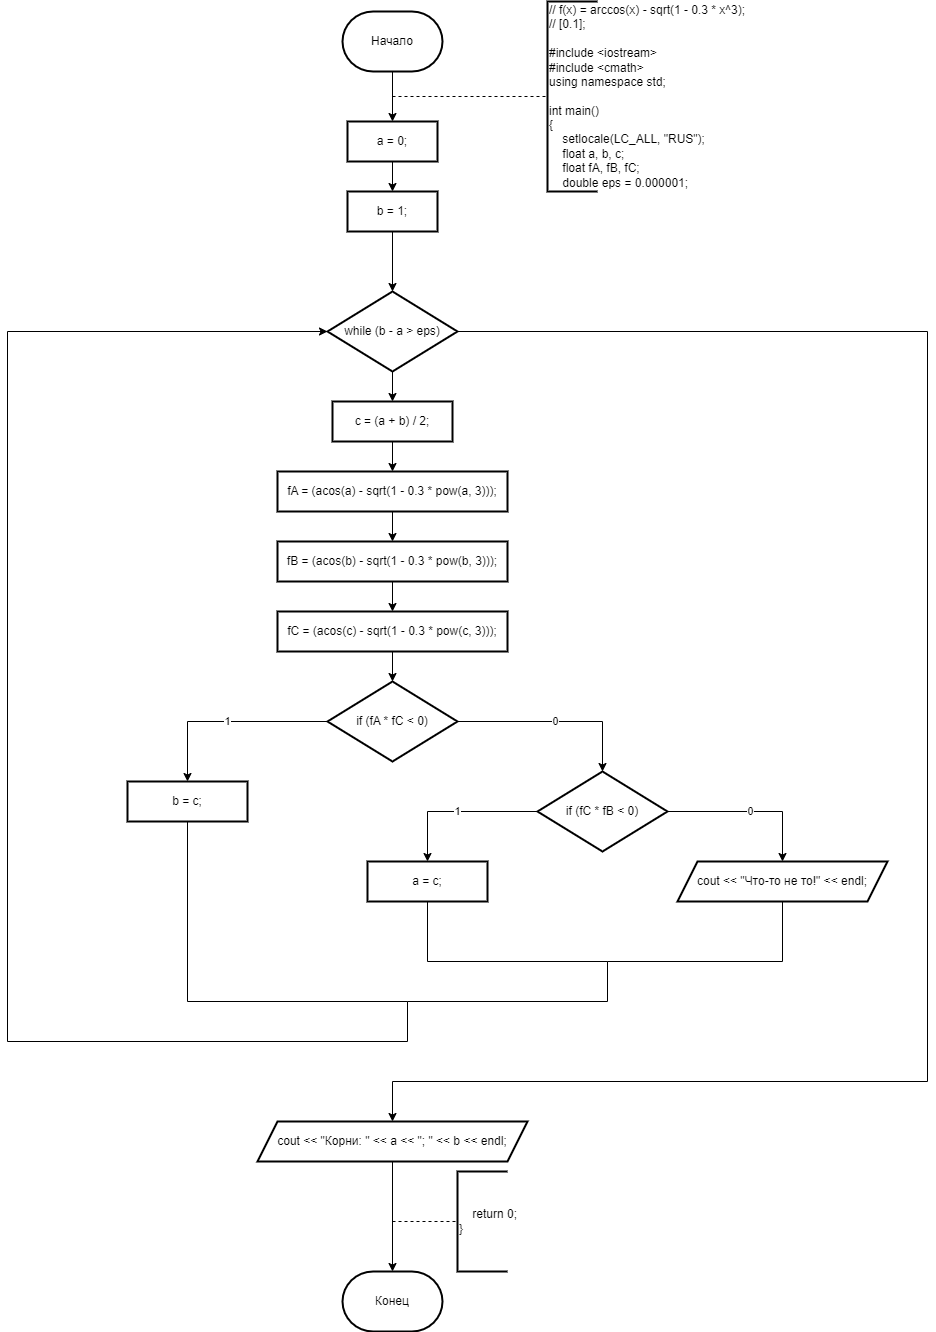 // f(x) = arccos(x) - sqrt(1 - 0.3 * x^3);
// [0.1];
Начало
#include <iostream>
#include <cmath>
using namespace std;
int main()
{
setlocale(LC_ALL, "RUS");
float a, b, c;
float fA, fB, fC;
double eps = 0.000001;
a = 0;
b = 1;
while (b - a > eps)
c = (a + b) / 2;
fA = (acos(a) - sqrt(1 - 0.3 * pow(a, 3)));
fB = (acos(b) - sqrt(1 - 0.3 * pow(b, 3)));
fC = (acos(c) - sqrt(1 - 0.3 * pow(c, 3)));
1
if (fA * fC < 0)
0
b = c;
1
if (fC * fB < 0)
0
a = c;
cout << "Что-то не то!" << endl;
cout << "Корни: " << a << "; " << b << endl;
return 0;
}
Конец